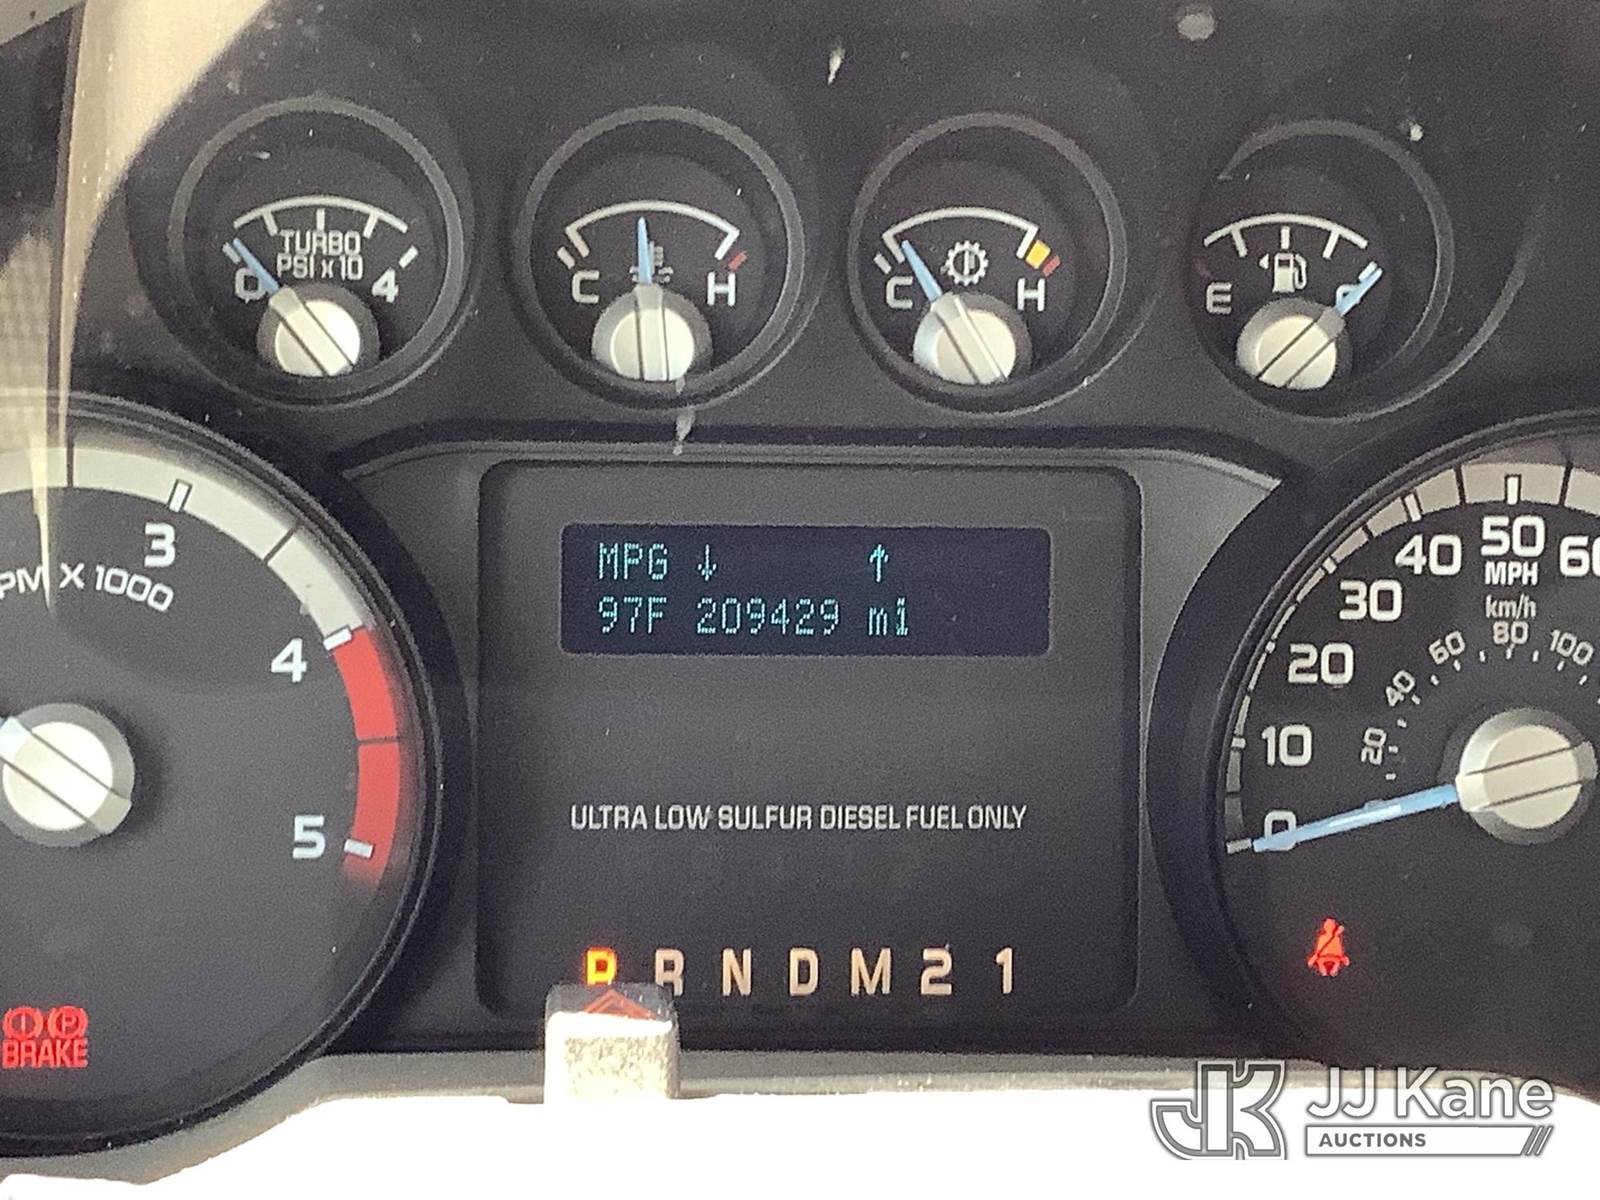 TURBO
PSI x 10
0 4
C H
C H
E
3
4
5
X 1000
MPG ↓ ↑
97F 209429 mi
ULTRA LOW SULFUR DIESEL FUEL ONLY
P R N D M 2 1
BRAKE
0 10 20 30 40 50
MPH
km/h
20 40 60 80 100
JJ Kane
AUCTIONS